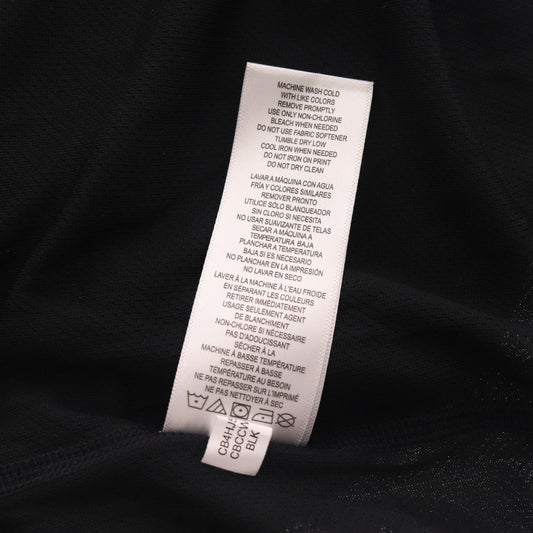 MACHINE WASH COLD
WITH LIKE COLORS
REMOVE PROMPTLY
USE ONLY NON-CHLORINE
BLEACH WHEN NEEDED
DO NOT USE FABRIC SOFTENER
TUMBLE DRY LOW
COOL IRON WHEN NEEDED
DO NOT IRON ON PRINT
DO NOT DRY CLEAN
LAVAR A MÁQUINA CON AGUA
FRÍA Y COLORES SIMILARES
REMOVER PRONTO
UTILICE SÓLO BLANQUEADOR
SIN CLORO SI NECESITA
NO USAR SUAVIZANTE DE TELAS
SECAR A MÁQUINA A
TEMPERATURA BAJA
PLANCHAR A TEMPERATURA
BAJA SI ES NECESARIO
NO PLANCHAR EN LA IMPRESIÓN
NO LAVAR EN SECO
LAVER À LA MACHINE À L'EAU FROIDE
EN SÉPARANT LES COULEURS
RETIRER IMMÉDIATEMENT
USAGE SEULEMENT AGENT
DE BLANCHIMENT
NON-CHLORE SI NÉCESSAIRE
PAS D'ADOUCISSANT
SÉCHER À LA
MACHINE À BASSE TEMPÉRATURE
REPASSER À BASSE
TEMPÉRATURE AU BESOIN
NE PAS REPASSER SUR L'IMPRIMÉ
NE PAS NETTOYER À SEC
BLK